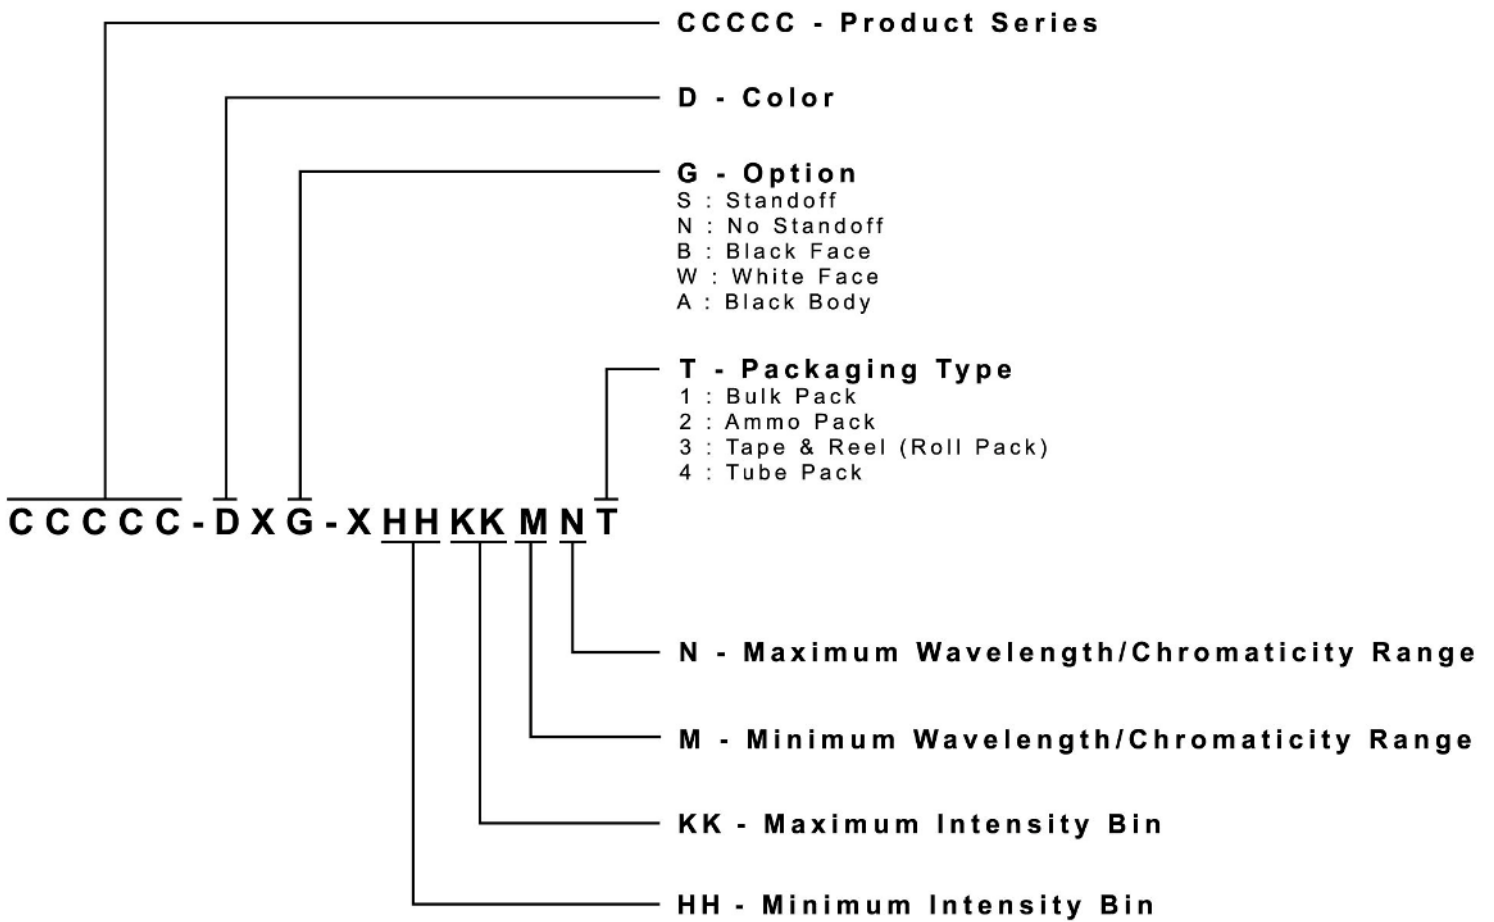 CCCCC - Product Series
D - Color
G - Option
S : Standoff
N : No Standoff
B : Black Face
W : White Face
A : Black Body
T - Packaging Type
1 : Bulk Pack
2 : Ammo Pack
3 : Tape & Reel (Roll Pack)
4 : Tube Pack
CCCCC-DXG-XHHKKMNT
N - Maximum Wavelength/Chromaticity Range
M - Minimum Wavelength/Chromaticity Range
KK - Maximum Intensity Bin
HH - Minimum Intensity Bin